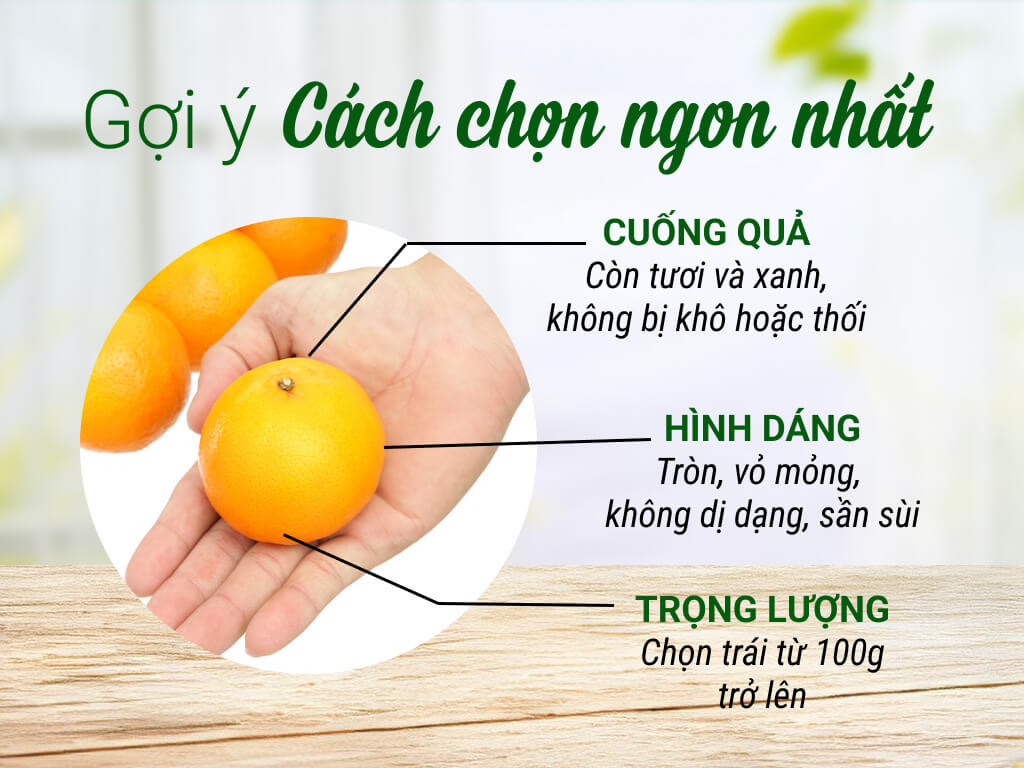 Gợi ý Cách chọn ngon nhất
CUỐNG QUẢ
Còn tươi và xanh,
không bị khô hoặc thối
HÌNH DÁNG
Tròn, vỏ mỏng,
không dị dạng, sần sùi
TRỌNG LƯỢNG
Chọn trái từ 100g
trở lên